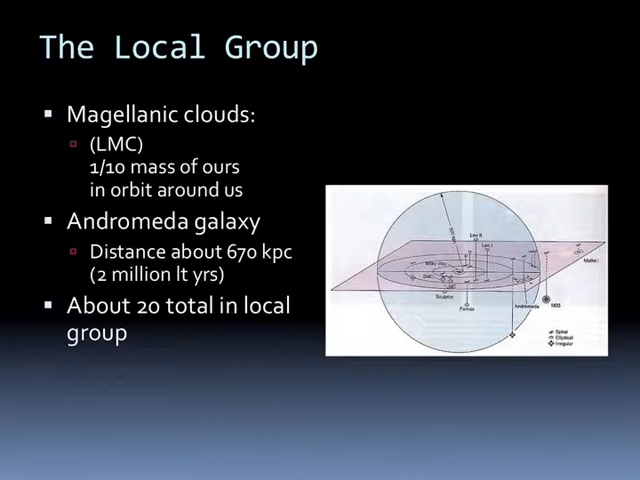 The Local Group
Magellanic clouds:
(LMC)
1/10 mass of ours
in orbit around us
Andromeda galaxy
Distance about 670 kpc
(2 million lt yrs)
About 20 total in local
group
Leo II
Leo I
Milky Way
Maffei I
SMC
LMC
Sculptor
Fornax
Andromeda
M33
Spiral
Elliptical
Irregular